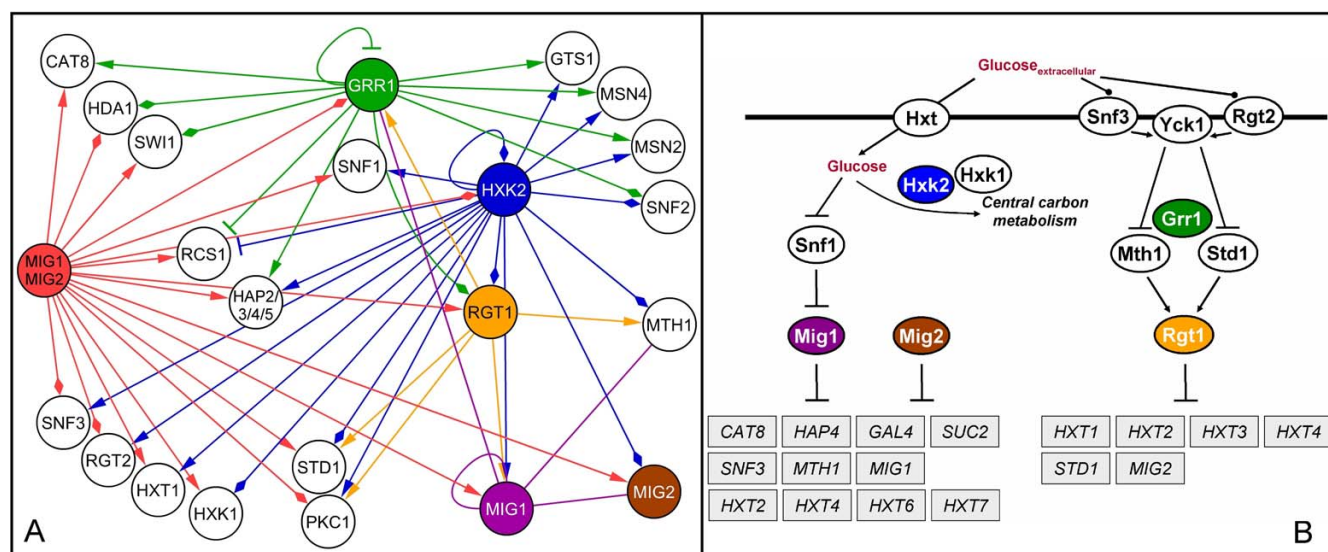 CAT8
GRR1
GTS1
HDA1
MSN4
SWI1
MSN2
SNF1
HXK2
SNF2
RCS1
MIG1
MIG2
HAP2/
3/4/5
RGT1
MTH1
SNF3
RGT2
HXT1
STD1
HXK1
PKC1
MIG1
MIG2
A
Glucoseextracellular
Hxt
Snf3
Yck1
Rgt2
Glucose
Hxk2
Hxk1
Central carbon
metabolism
Snf1
Grr1
Mth1
Std1
Mig1
Mig2
Rgt1
CAT8 HAP4 GAL4 SUC2
SNF3 MTH1 MIG1
HXT2 HXT4 HXT6 HXT7
HXT1 HXT2 HXT3 HXT4
STD1 MIG2
B